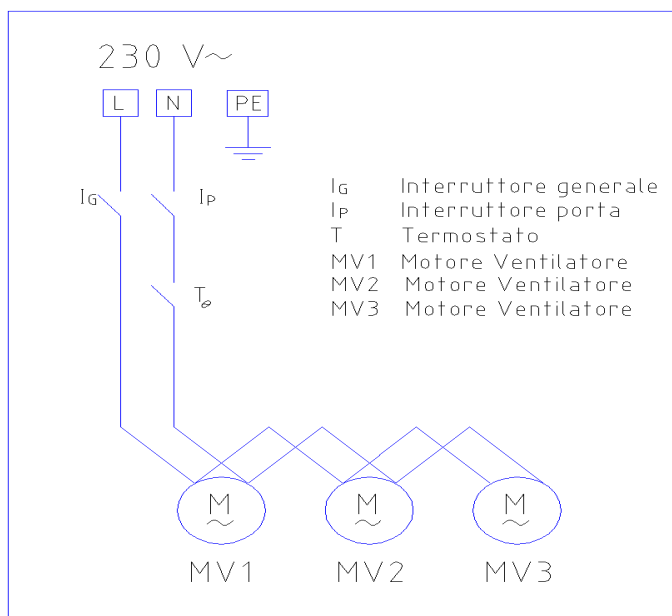 230 V~
L N PE
IG IP
IG Interruttore generale
IP Interruttore porta
T Termostato
MV1 Motore Ventilatore
MV2 Motore Ventilatore
MV3 Motore Ventilatore
Tθ
M M M
~ ~ ~
MV1 MV2 MV3